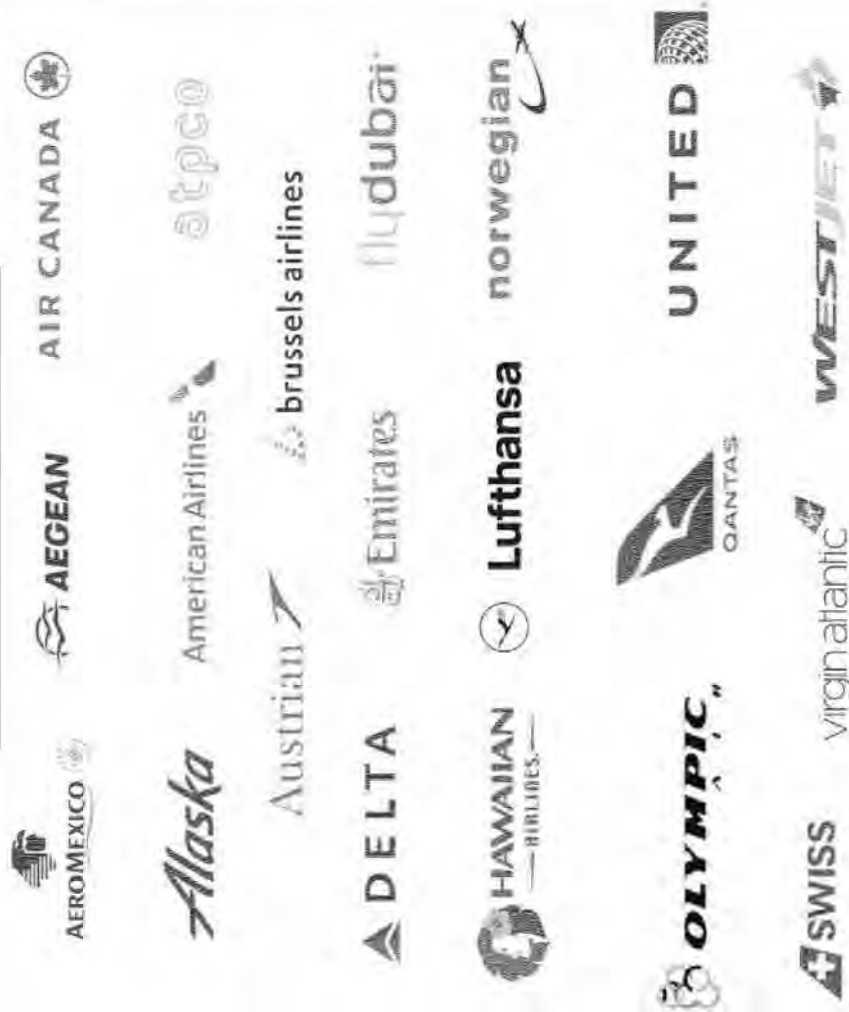 AEROMEXICO
AEGEAN
AIR CANADA
Alaska
American Airlines
atpco
Austrian
brussels airlines
DELTA
Emirates
flydubai
HAWAIIAN
AIRLINES
Lufthansa
norwegian
OLYMPIC
QANTAS
UNITED
SWISS
virgin atlantic
WESTJET